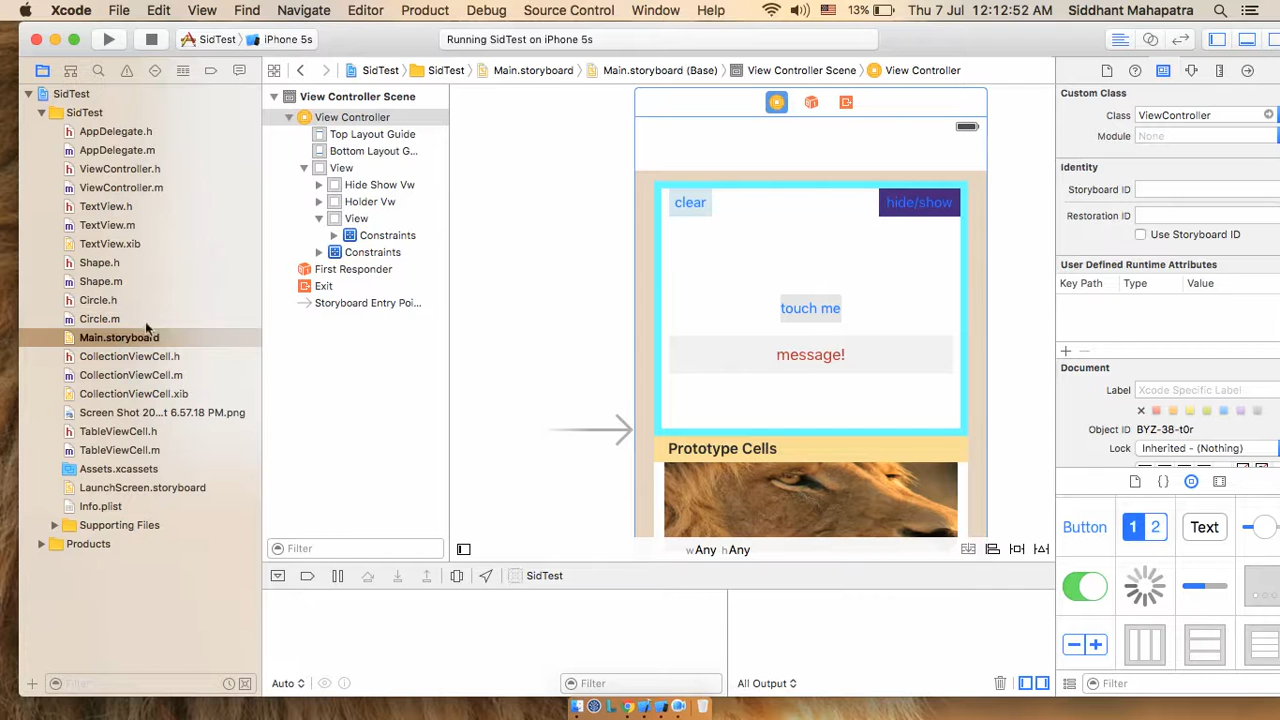 Xcode File Edit View Find Navigate Editor Product Debug Source Control Window Help 13% Thu 7 Jul 12:12:52 AM Siddhant Mahapatra
SidTest iPhone 5s Running SidTest on iPhone 5s
SidTest SidTest Main.storyboard Main.storyboard (Base) View Controller Scene View Controller
SidTest
SidTest
AppDelegate.h
AppDelegate.m
ViewController.h
ViewController.m
TextView.h
TextView.m
TextView.xib
Shape.h
Shape.m
Circle.h
Circle.m
Main.storyboard
CollectionViewCell.h
CollectionViewCell.m
CollectionViewCell.xib
Screen Shot 20...t 6.57.18 PM.png
TableViewCell.h
TableViewCell.m
Assets.xcassets
LaunchScreen.storyboard
Info.plist
Supporting Files
Products
Filter
View Controller Scene
View Controller
Top Layout Guide
Bottom Layout G...
View
Hide Show Vw
Holder Vw
View
Constraints
Constraints
First Responder
Exit
Storyboard Entry Poi...
Filter
clear hide/show
touch me
message!
Prototype Cells
wAny hAny
SidTest
Auto Filter All Output
Custom Class
Class ViewController
Module None
Identity
Storyboard ID
Restoration ID
Use Storyboard ID
User Defined Runtime Attributes
Key Path Type Value
Document
Label Xcode Specific Label
Object ID BYZ-38-t0r
Lock Inherited - (Nothing)
Button 1 2 Text
Filter